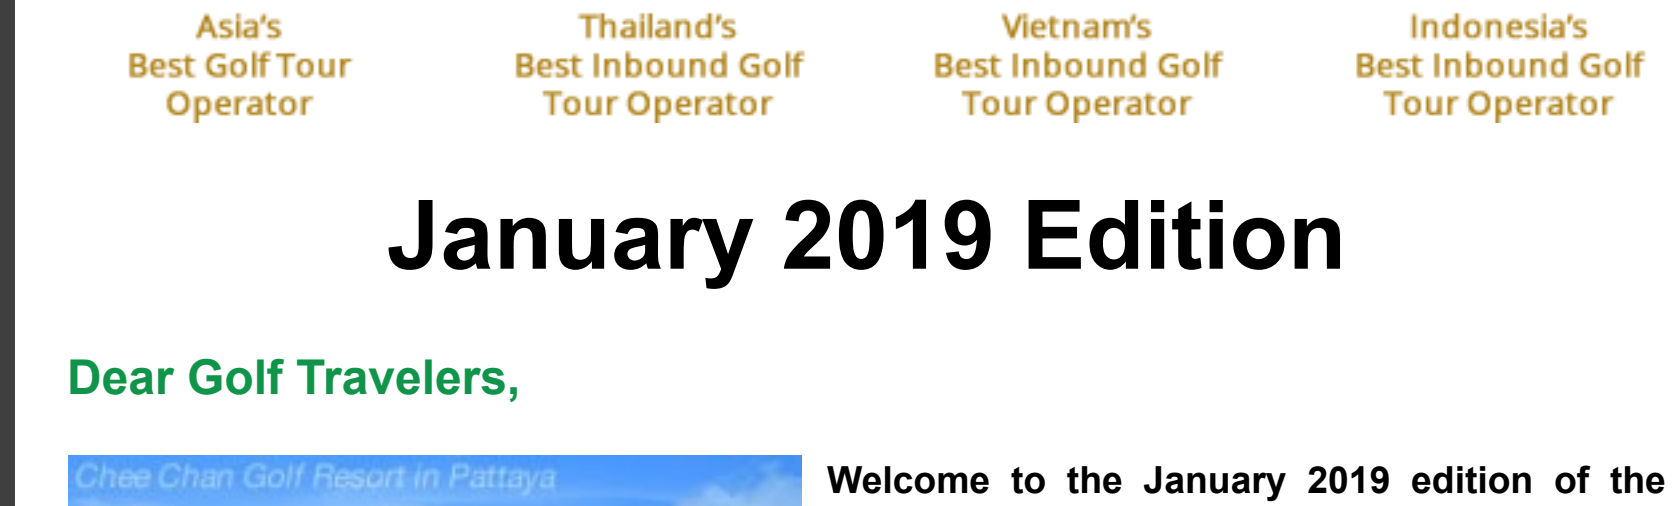 Asia's
Best Golf Tour
Operator
Thailand's
Best Inbound Golf
Tour Operator
Vietnam's
Best Inbound Golf
Tour Operator
Indonesia's
Best Inbound Golf
Tour Operator
January 2019 Edition
Dear Golf Travelers,
Chee Chan Golf Resort in Pattaya
Welcome to the January 2019 edition of the